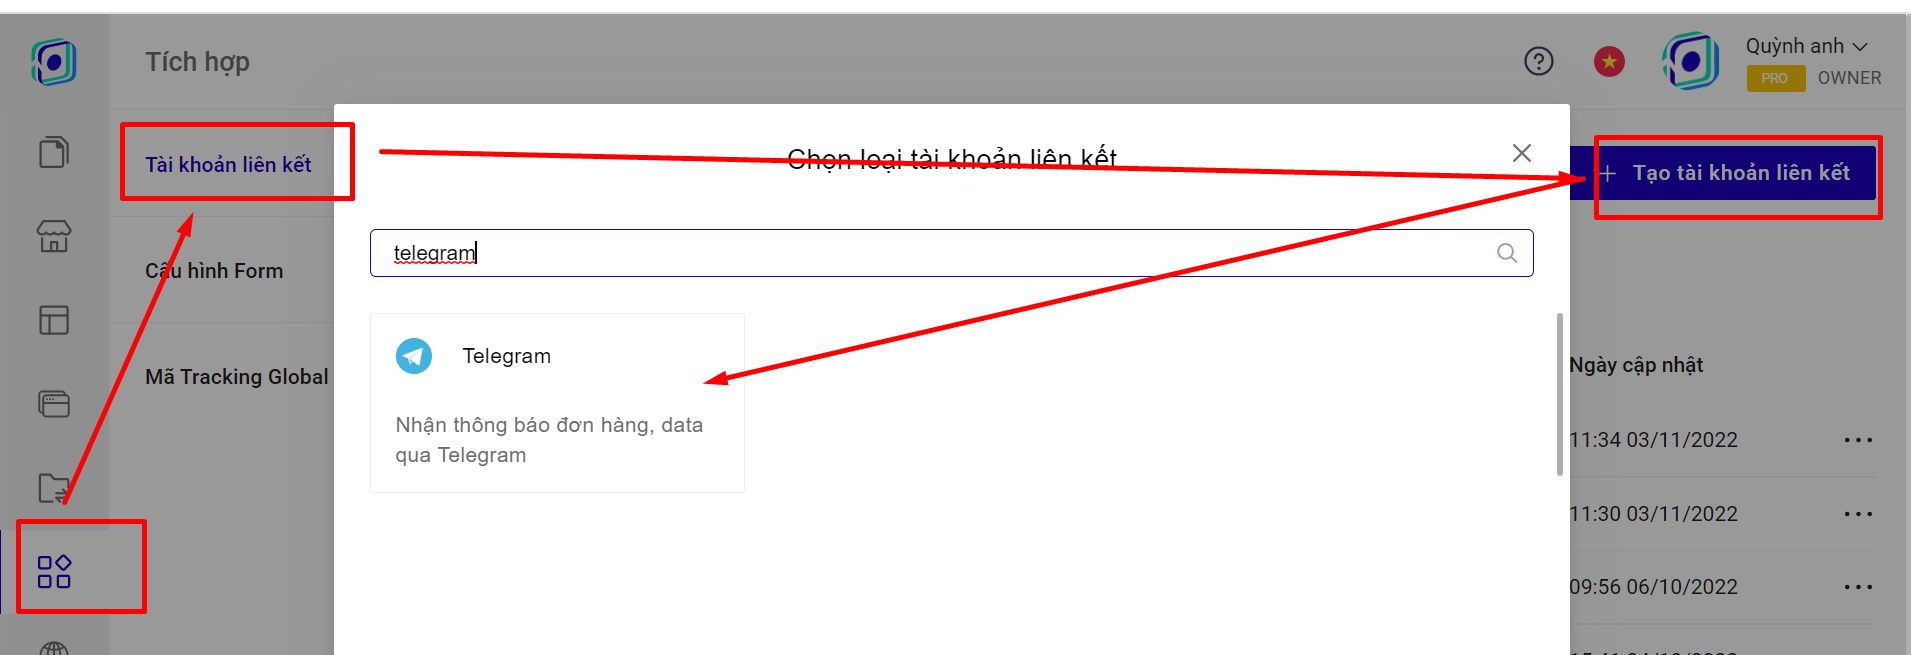 Tích hợp
Quỳnh anh
PRO
OWNER
Tài khoản liên kết
Cấu hình Form
Mã Tracking Global
Chọn loại tài khoản liên kết
Tạo tài khoản liên kết
telegram
Telegram
Nhận thông báo đơn hàng, data
qua Telegram
Ngày cập nhật
11:34 03/11/2022
11:30 03/11/2022
09:56 06/10/2022